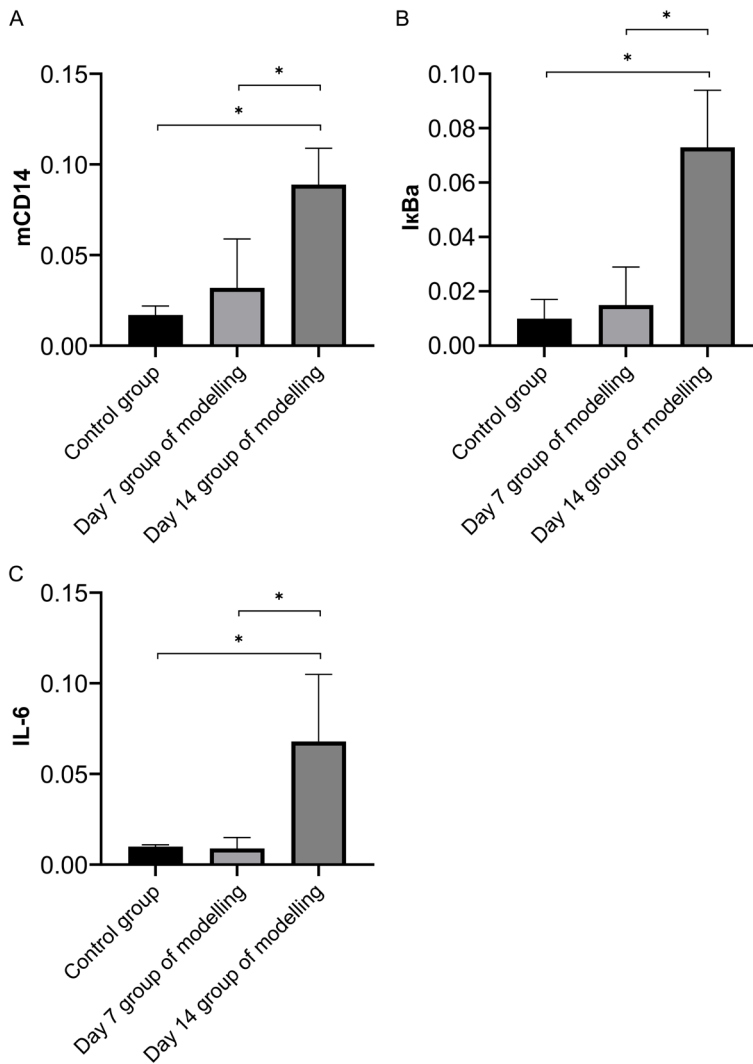 A
mCD14
0.15
0.10
0.05
0.00
*
*
Control group
Day 7 group of modelling
Day 14 group of modelling
B
IκBa
0.10
0.08
0.06
0.04
0.02
0.00
*
*
Control group
Day 7 group of modelling
Day 14 group of modelling
C
IL-6
0.15
0.10
0.05
0.00
*
*
Control group
Day 7 group of modelling
Day 14 group of modelling